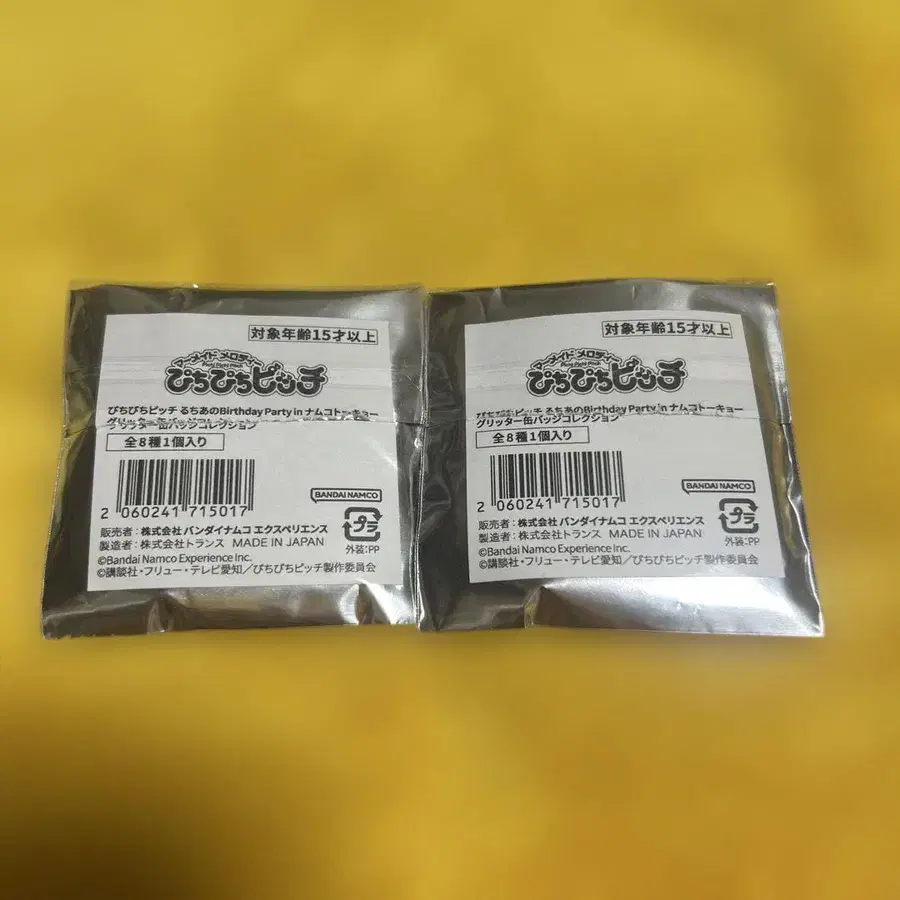 対象年齢15才以上
マーメイド メロディー
Pichi Pichi Pitch
ぴちぴちピッチ
ぴちぴちピッチ るちあのBirthday Party in ナムコトーキョー
グリッター缶バッジコレクション
全8種1個入り
2 060241 715017
BANDAI NAMCO
プラ
外装:PP
販売者:株式会社 バンダイナムコ エクスペリエンス
製造者:株式会社トランス MADE IN JAPAN
©Bandai Namco Experience Inc.
©講談社・フリュー・テレビ愛知/ぴちぴちピッチ製作委員会
対象年齢15才以上
マーメイド メロディー
Pichi Pichi Pitch
ぴちぴちピッチ
ぴちぴちピッチ るちあのBirthday Party in ナムコトーキョー
グリッター缶バッジコレクション
全8種1個入り
2 060241 715017
BANDAI NAMCO
プラ
外装:PP
販売者:株式会社 バンダイナムコ エクスペリエンス
製造者:株式会社トランス MADE IN JAPAN
©Bandai Namco Experience Inc.
©講談社・フリュー・テレビ愛知/ぴちぴちピッチ製作委員会